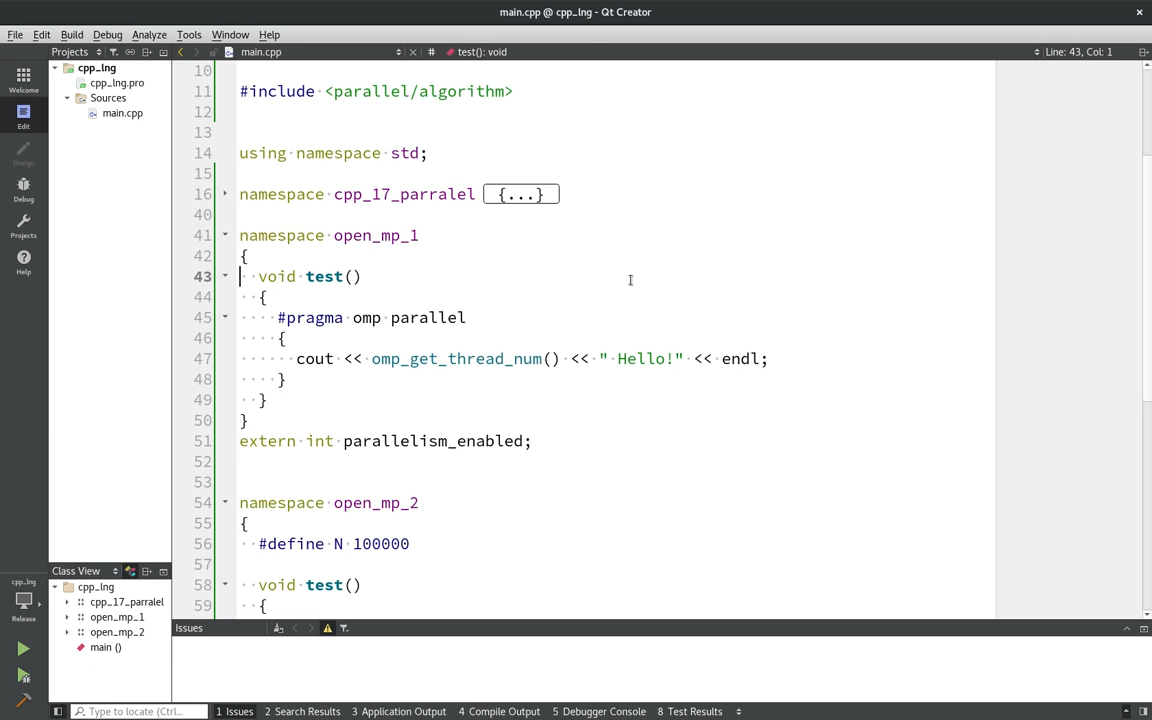 main.cpp @ cpp_lng - Qt Creator
File Edit Build Debug Analyze Tools Window Help
Projects main.cpp # test(): void Line: 43, Col: 1
Welcome
Edit
Design
Debug
Projects
Help
cpp_lng
Release
cpp_lng
cpp_lng.pro
Sources
main.cpp
10
11 #include <parallel/algorithm>
12
13
14 using namespace std;
15
16 namespace cpp_17_parralel {...}
40
41 namespace open_mp_1
42 {
43 void test()
44 {
45 #pragma omp parallel
46 {
47 cout << omp_get_thread_num() << " Hello!" << endl;
48 }
49 }
50 }
51 extern int parallelism_enabled;
52
53
54 namespace open_mp_2
55 {
56 #define N 100000
57
58 void test()
59 {
Class View
cpp_lng
cpp_17_parralel
open_mp_1
open_mp_2
main ()
Issues
Type to locate (Ctrl... 1 Issues 2 Search Results 3 Application Output 4 Compile Output 5 Debugger Console 8 Test Results